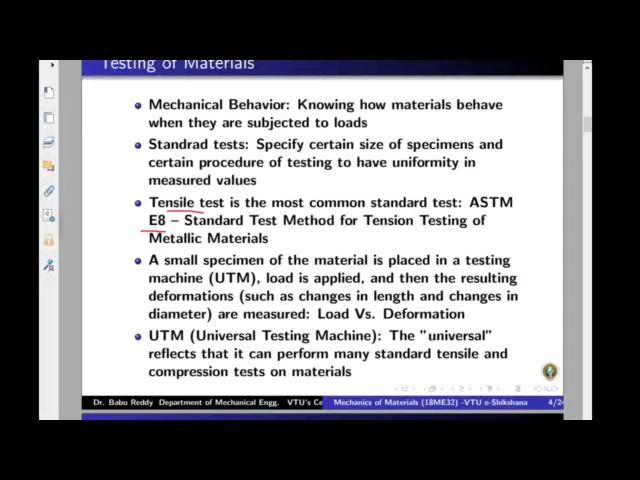 Testing of Materials
Mechanical Behavior: Knowing how materials behave
when they are subjected to loads
Standrad tests: Specify certain size of specimens and
certain procedure of testing to have uniformity in
measured values
Tensile test is the most common standard test: ASTM
E8 – Standard Test Method for Tension Testing of
Metallic Materials
A small specimen of the material is placed in a testing
machine (UTM), load is applied, and then the resulting
deformations (such as changes in length and changes in
diameter) are measured: Load Vs. Deformation
UTM (Universal Testing Machine): The "universal"
reflects that it can perform many standard tensile and
compression tests on materials
Dr. Babu Reddy Department of Mechanical Engg. VTU's Ce Mechanics of Materials (18ME32) -VTU e-Shikshana 4/2